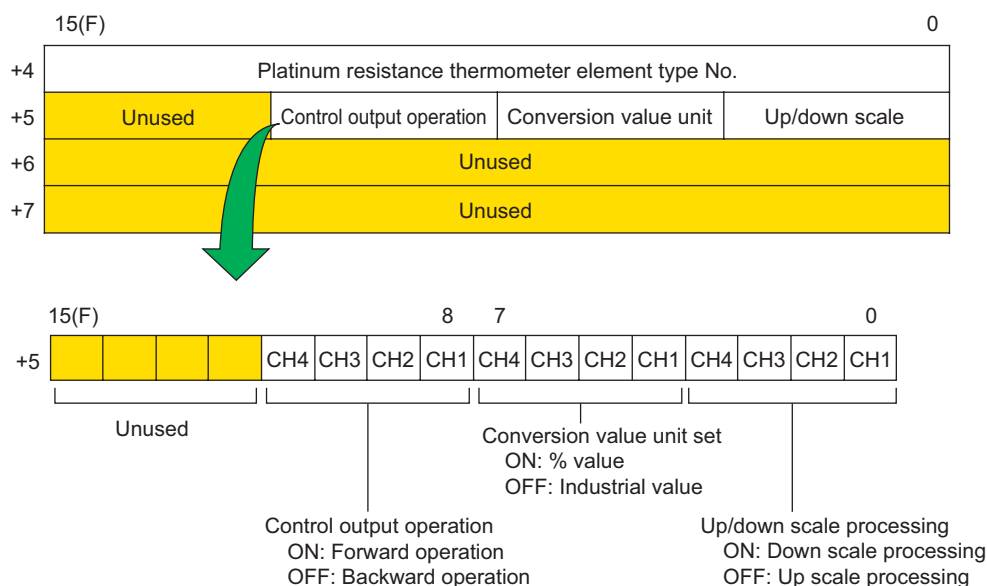 15(F) 0
+4 Platinum resistance thermometer element type No.
+5 Unused Control output operation Conversion value unit Up/down scale
+6 Unused
+7 Unused
15(F) 8 7 0
+5 CH4 CH3 CH2 CH1 CH4 CH3 CH2 CH1 CH4 CH3 CH2 CH1
Unused
Conversion value unit set
ON: % value
OFF: Industrial value
Control output operation
ON: Forward operation
OFF: Backward operation
Up/down scale processing
ON: Down scale processing
OFF: Up scale processing